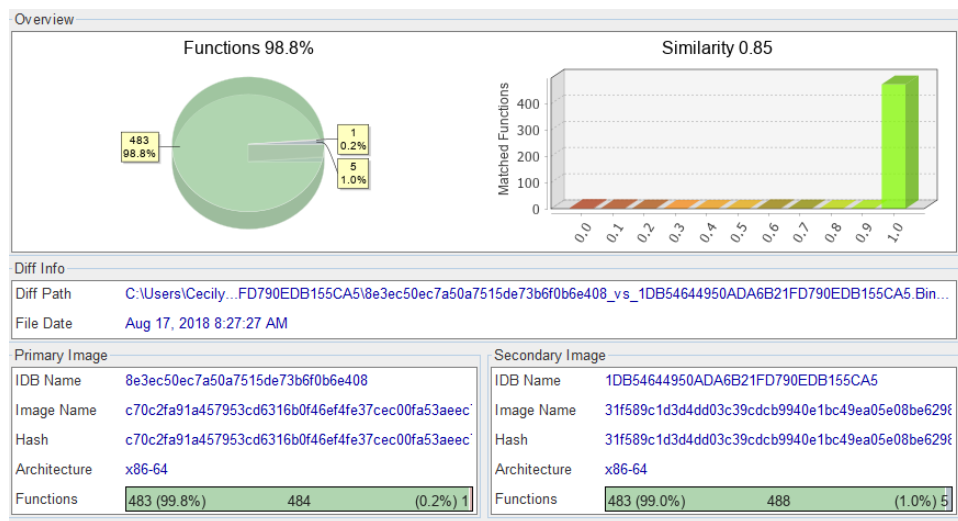 Overview
Functions 98.8%
483
98.8%
1
0.2%
5
1.0%
Similarity 0.85
Matched Functions
400
300
200
100
0
0.0 0.1 0.2 0.3 0.4 0.5 0.6 0.7 0.8 0.9 1.0
Diff Info
Diff Path C:\Users\Cecily...FD790EDB155CA5\8e3ec50ec7a50a7515de73b6f0b6e408_vs_1DB54644950ADA6B21FD790EDB155CA5.Bin...
File Date Aug 17, 2018 8:27:27 AM
Primary Image
IDB Name 8e3ec50ec7a50a7515de73b6f0b6e408
Image Name c70c2fa91a457953cd6316b0f46ef4fe37cec00fa53aeec
Hash c70c2fa91a457953cd6316b0f46ef4fe37cec00fa53aeec
Architecture x86-64
Functions 483 (99.8%) 484 (0.2%) 1
Secondary Image
IDB Name 1DB54644950ADA6B21FD790EDB155CA5
Image Name 31f589c1d3d4dd03c39cdcb9940e1bc49ea05e08be6298
Hash 31f589c1d3d4dd03c39cdcb9940e1bc49ea05e08be6298
Architecture x86-64
Functions 483 (99.0%) 488 (1.0%) 5